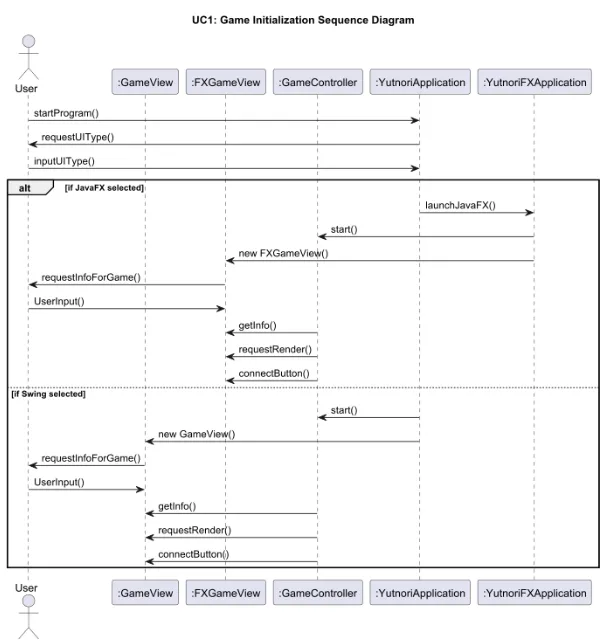 UC1: Game Initialization Sequence Diagram
User
:GameView :FXGameView :GameController :YutnoriApplication :YutnoriFXApplication
startProgram()
requestUIType()
inputUIType()
alt [if JavaFX selected]
launchJavaFX()
start()
new FXGameView()
requestInfoForGame()
UserInput()
getInfo()
requestRender()
connectButton()
[if Swing selected]
start()
new GameView()
requestInfoForGame()
UserInput()
getInfo()
requestRender()
connectButton()
User
:GameView :FXGameView :GameController :YutnoriApplication :YutnoriFXApplication